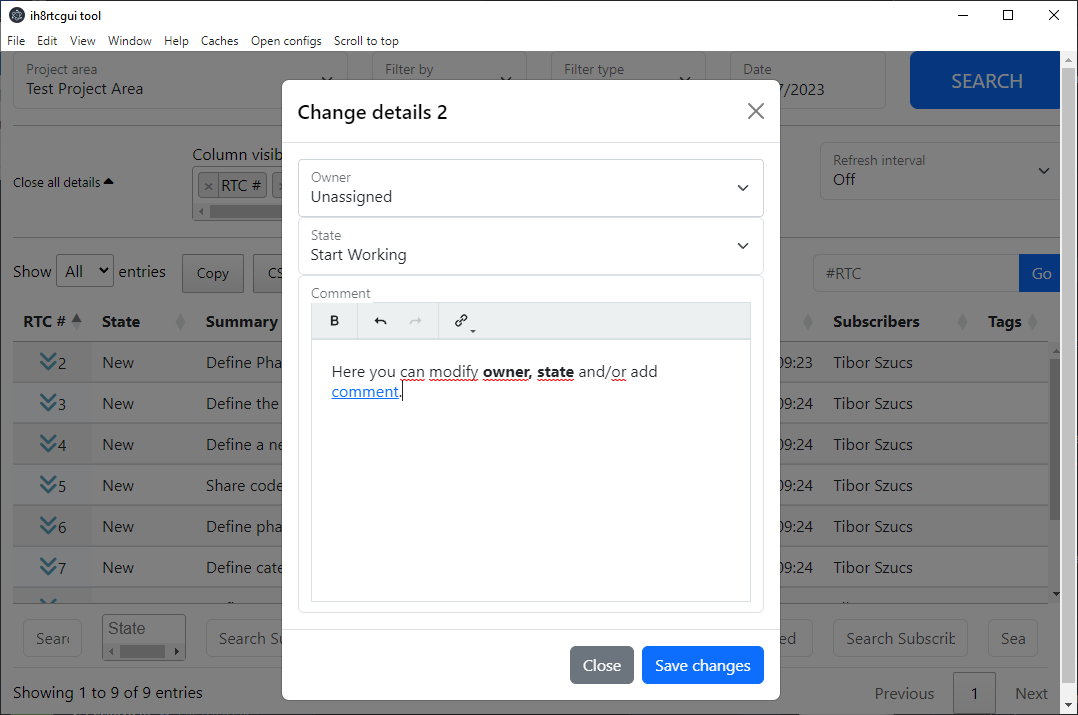 ih8rtcgui tool
File Edit View Window Help Caches Open configs Scroll to top
Project area
Test Project Area
Filter by
Filter type
Date
7/2023
SEARCH
Close all details
Column visib
× RTC # ×
Refresh interval
Off
Show All entries Copy CS
#RTC Go
RTC # State Summary Subscribers Tags
2 New Define Pha 09:23 Tibor Szucs
3 New Define the 09:24 Tibor Szucs
4 New Define a ne 09:24 Tibor Szucs
5 New Share code 09:24 Tibor Szucs
6 New Define pha 09:24 Tibor Szucs
7 New Define cate 09:24 Tibor Szucs
Sear State Search Su ed Search Subscrib Sea
Showing 1 to 9 of 9 entries
Previous 1 Next
Change details 2
Owner
Unassigned
State
Start Working
Comment
B
Here you can modify owner, state and/or add
comment.
Close Save changes